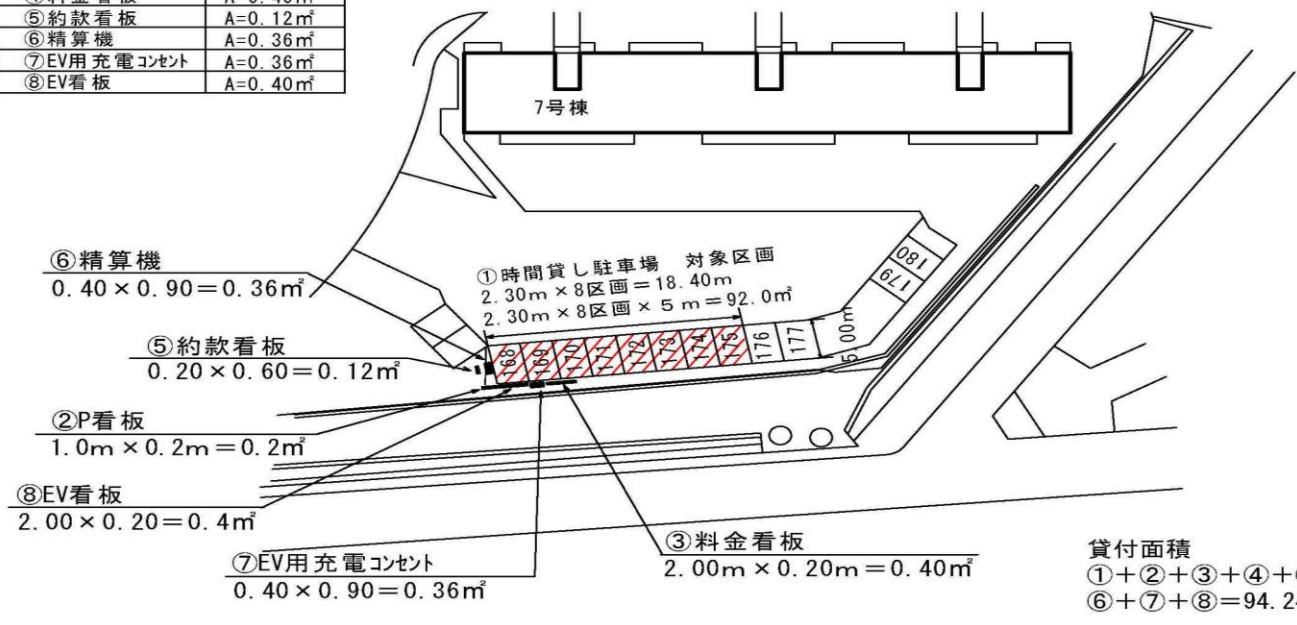 ⑤約款看板 A=0.12㎡
⑥精算機 A=0.36㎡
⑦EV用充電コンセント A=0.36㎡
⑧EV看板 A=0.40㎡
7号棟
⑥精算機
0.40×0.90=0.36㎡
①時間貸し駐車場 対象区画
2.30m×8区画=18.40m
2.30m×8区画×5m=92.0㎡
180
179
168 169 170 171 172 173 174 175 176 177
5.00m
⑤約款看板
0.20×0.60=0.12㎡
②P看板
1.0m×0.2m=0.2㎡
⑧EV看板
2.00×0.20=0.4㎡
⑦EV用充電コンセント
0.40×0.90=0.36㎡
③料金看板
2.00m×0.20m=0.40㎡
貸付面積
①+②+③+④+
⑥+⑦+⑧=94.2